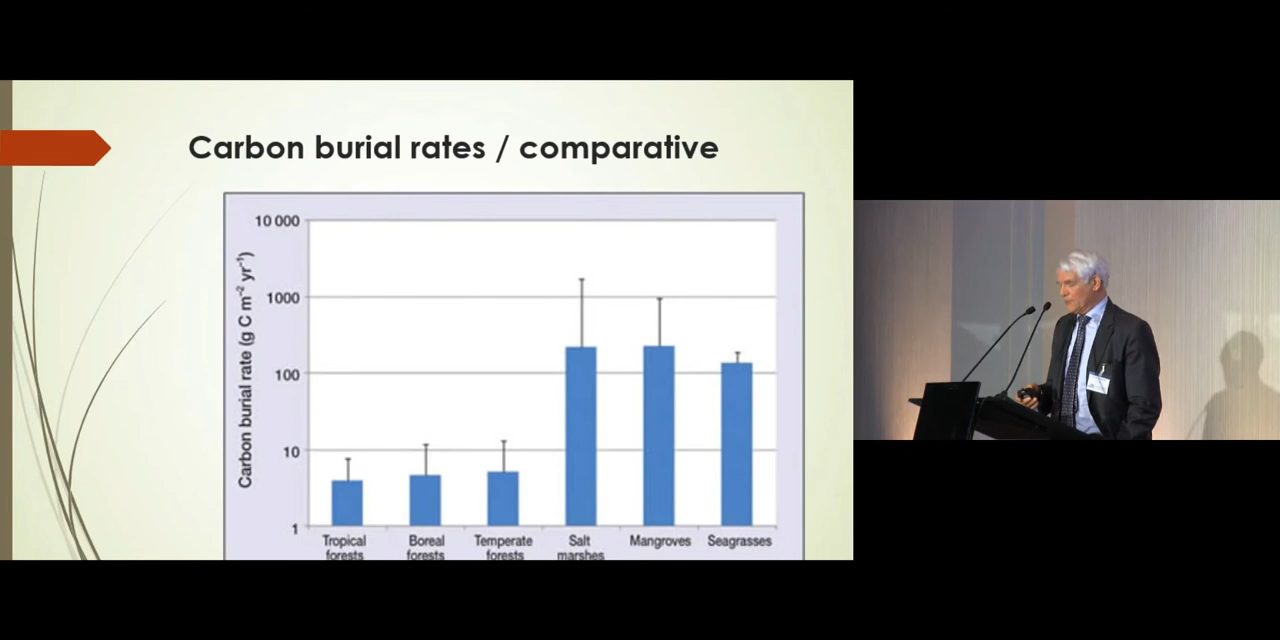 Carbon burial rates / comparative
Carbon burial rate (g C m⁻² yr⁻¹)
10 000
1000
100
10
1
Tropical
forests
Boreal
forests
Temperate
forests
Salt
marshes
Mangroves
Seagrasses